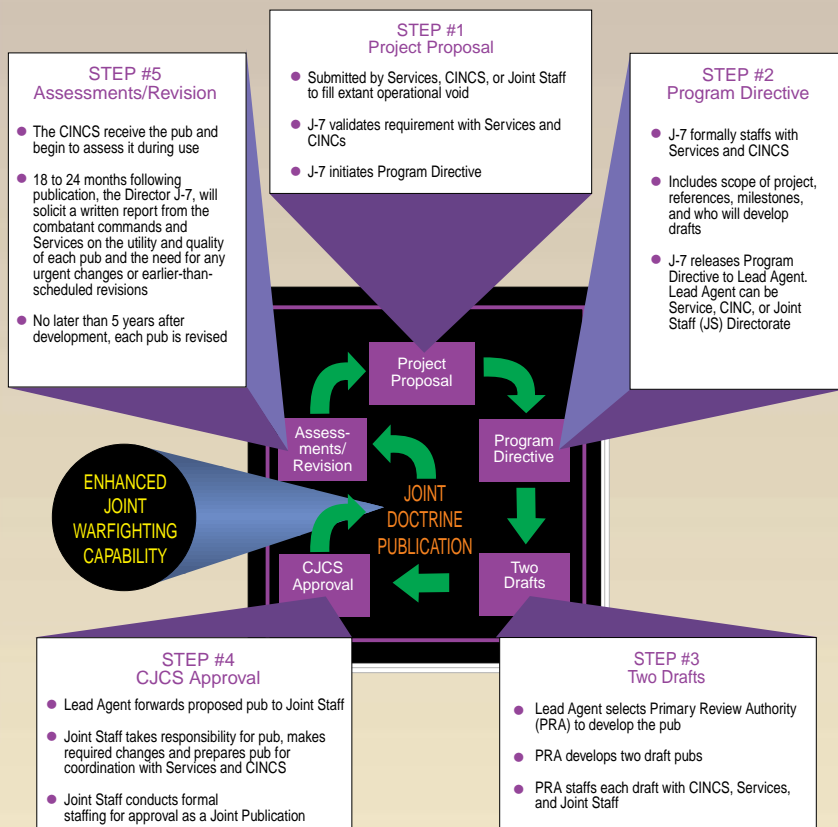 STEP #1
Project Proposal
Submitted by Services, CINCS, or Joint Staff
to fill extant operational void
J-7 validates requirement with Services and
CINCs
J-7 initiates Program Directive
STEP #5
Assessments/Revision
The CINCS receive the pub and
begin to assess it during use
18 to 24 months following
publication, the Director J-7, will
solicit a written report from the
combatant commands and
Services on the utility and quality
of each pub and the need for any
urgent changes or earlier-than-
scheduled revisions
No later than 5 years after
development, each pub is revised
STEP #2
Program Directive
J-7 formally staffs with
Services and CINCS
Includes scope of project,
references, milestones,
and who will develop
drafts
J-7 releases Program
Directive to Lead Agent.
Lead Agent can be
Service, CINC, or Joint
Staff (JS) Directorate
Project
Proposal
Assess-
ments/
Revision
Program
Directive
ENHANCED
JOINT
WARFIGHTING
CAPABILITY
JOINT
DOCTRINE
PUBLICATION
CJCS
Approval
Two
Drafts
STEP #4
CJCS Approval
Lead Agent forwards proposed pub to Joint Staff
Joint Staff takes responsibility for pub, makes
required changes and prepares pub for
coordination with Services and CINCS
Joint Staff conducts formal
staffing for approval as a Joint Publication
STEP #3
Two Drafts
Lead Agent selects Primary Review Authority
(PRA) to develop the pub
PRA develops two draft pubs
PRA staffs each draft with CINCS, Services,
and Joint Staff